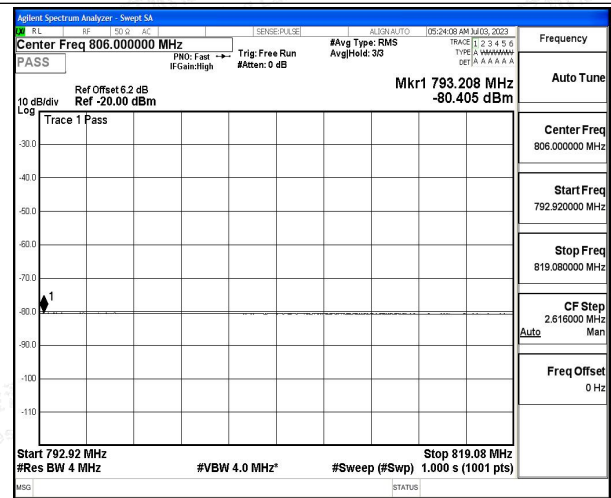 Agilent Spectrum Analyzer - Swept SA
RL RF 50 Ω AC SENSE:PULSE ALIGN AUTO 05:24:08 AM Jul 03, 2023
Center Freq 806.000000 MHz #Avg Type: RMS TRACE 1 2 3 4 5 6
PNO: Fast Trig: Free Run Avg|Hold: 3/3 TYPE A WWWWW
PASS IFGain:High #Atten: 0 dB DET A A A A A A
Mkr1 793.208 MHz
Ref Offset 6.2 dB
10 dB/div Ref -20.00 dBm -80.405 dBm
Log
Trace 1 Pass
-30.0
-40.0
-50.0
-60.0
-70.0
1
-80.0
-90.0
-100
-110
Start 792.92 MHz Stop 819.08 MHz
#Res BW 4 MHz #VBW 4.0 MHz* #Sweep (#Swp) 1.000 s (1001 pts)
MSG STATUS
Frequency
Auto Tune
Center Freq
806.000000 MHz
Start Freq
792.920000 MHz
Stop Freq
819.080000 MHz
CF Step
2.616000 MHz
Auto Man
Freq Offset
0 Hz